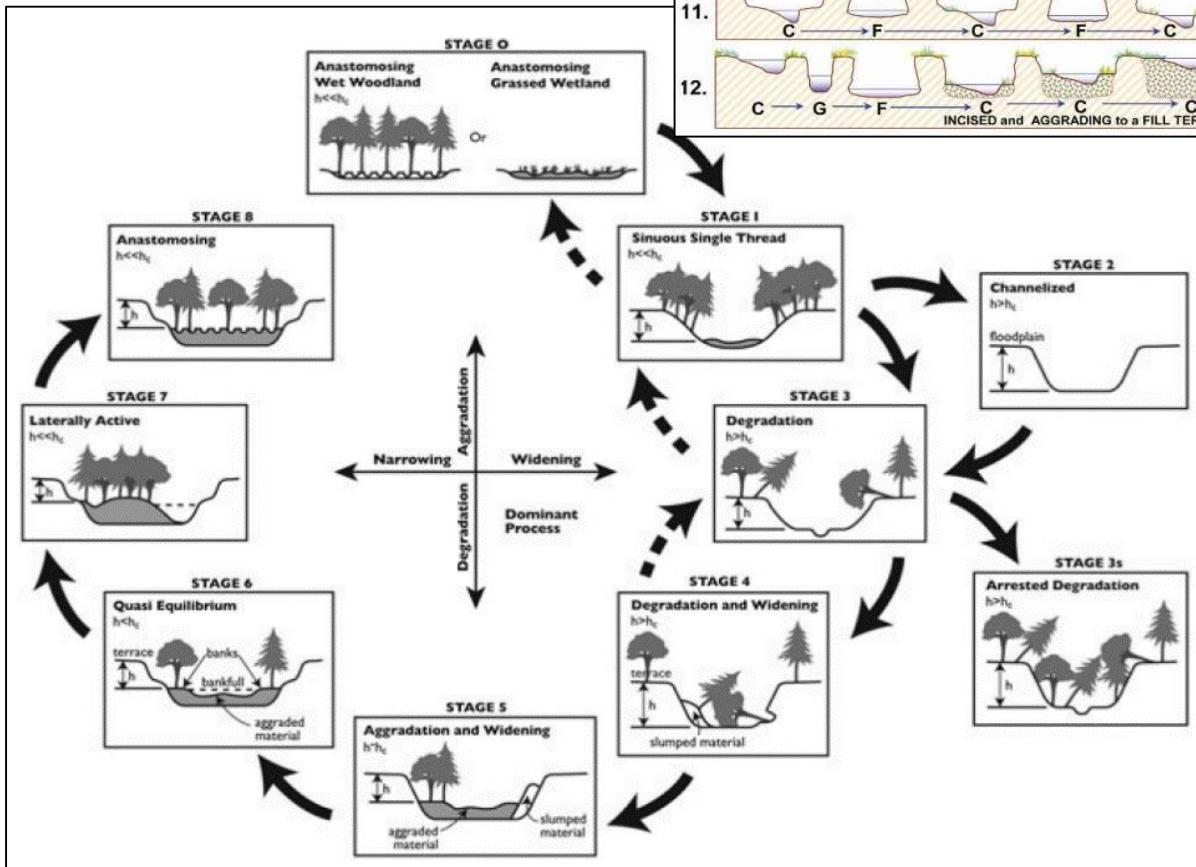 11.
C F C F C
12.
C G F C C C
INCISED and AGGRADING to a FILL TER
STAGE O
Anastomosing
Wet Woodland
h<<hc
Or
Anastomosing
Grassed Wetland
STAGE 1
Sinuous Single Thread
h<<hc
h
STAGE 2
Channelized
h>hc
floodplain
h
STAGE 3
Degradation
h>hc
h
STAGE 3s
Arrested Degradation
h>hc
h
STAGE 4
Degradation and Widening
h>hc
terrace
h
slumped material
STAGE 5
Aggradation and Widening
h~hc
h
aggraded
material
slumped
material
STAGE 6
Quasi Equilibrium
h<hc
terrace
banks
h
bankfull
aggraded
material
STAGE 7
Laterally Active
h<<hc
h
STAGE 8
Anastomosing
h<<hc
h
Aggradation
Narrowing
Widening
Degradation
Dominant
Process